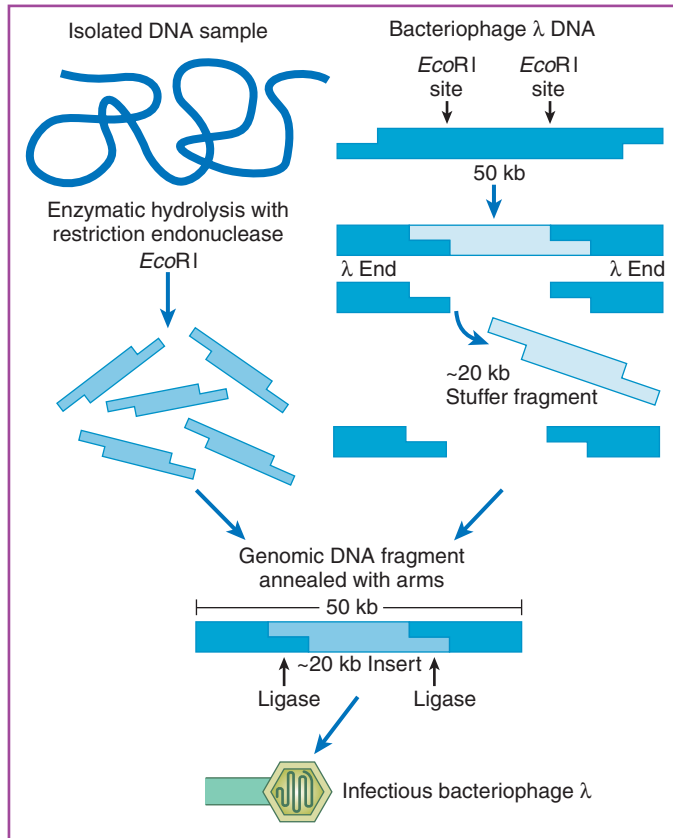 Isolated DNA sample
Enzymatic hydrolysis with
restriction endonuclease
EcoRI
Bacteriophage λ DNA
EcoRI
site
EcoRI
site
50 kb
λ End
λ End
~20 kb
Stuffer fragment
Genomic DNA fragment
annealed with arms
50 kb
~20 kb Insert
Ligase
Ligase
Infectious bacteriophage λ